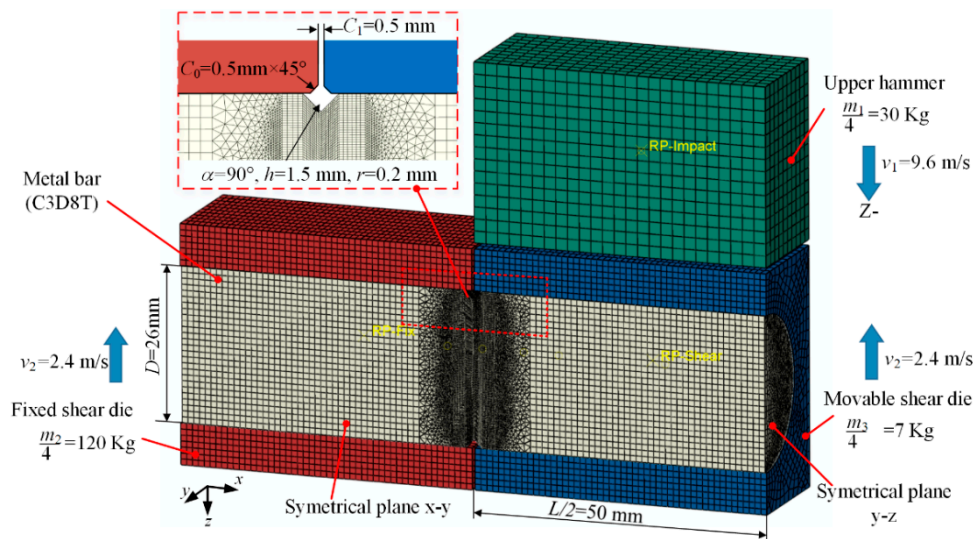 C₁=0.5 mm
C₀=0.5mm×45°
α=90°, h=1.5 mm, r=0.2 mm
Upper hammer
m₁/4=30 Kg
RP-Impact
v₁=9.6 m/s
Z-
Metal bar
(C3D8T)
D=26mm
RP-Fix
RP-Shear
v₂=2.4 m/s
v₂=2.4 m/s
Fixed shear die
m₂/4=120 Kg
Movable shear die
m₃/4 =7 Kg
y x
z
Symetrical plane x-y
L/2=50 mm
Symetrical plane
y-z